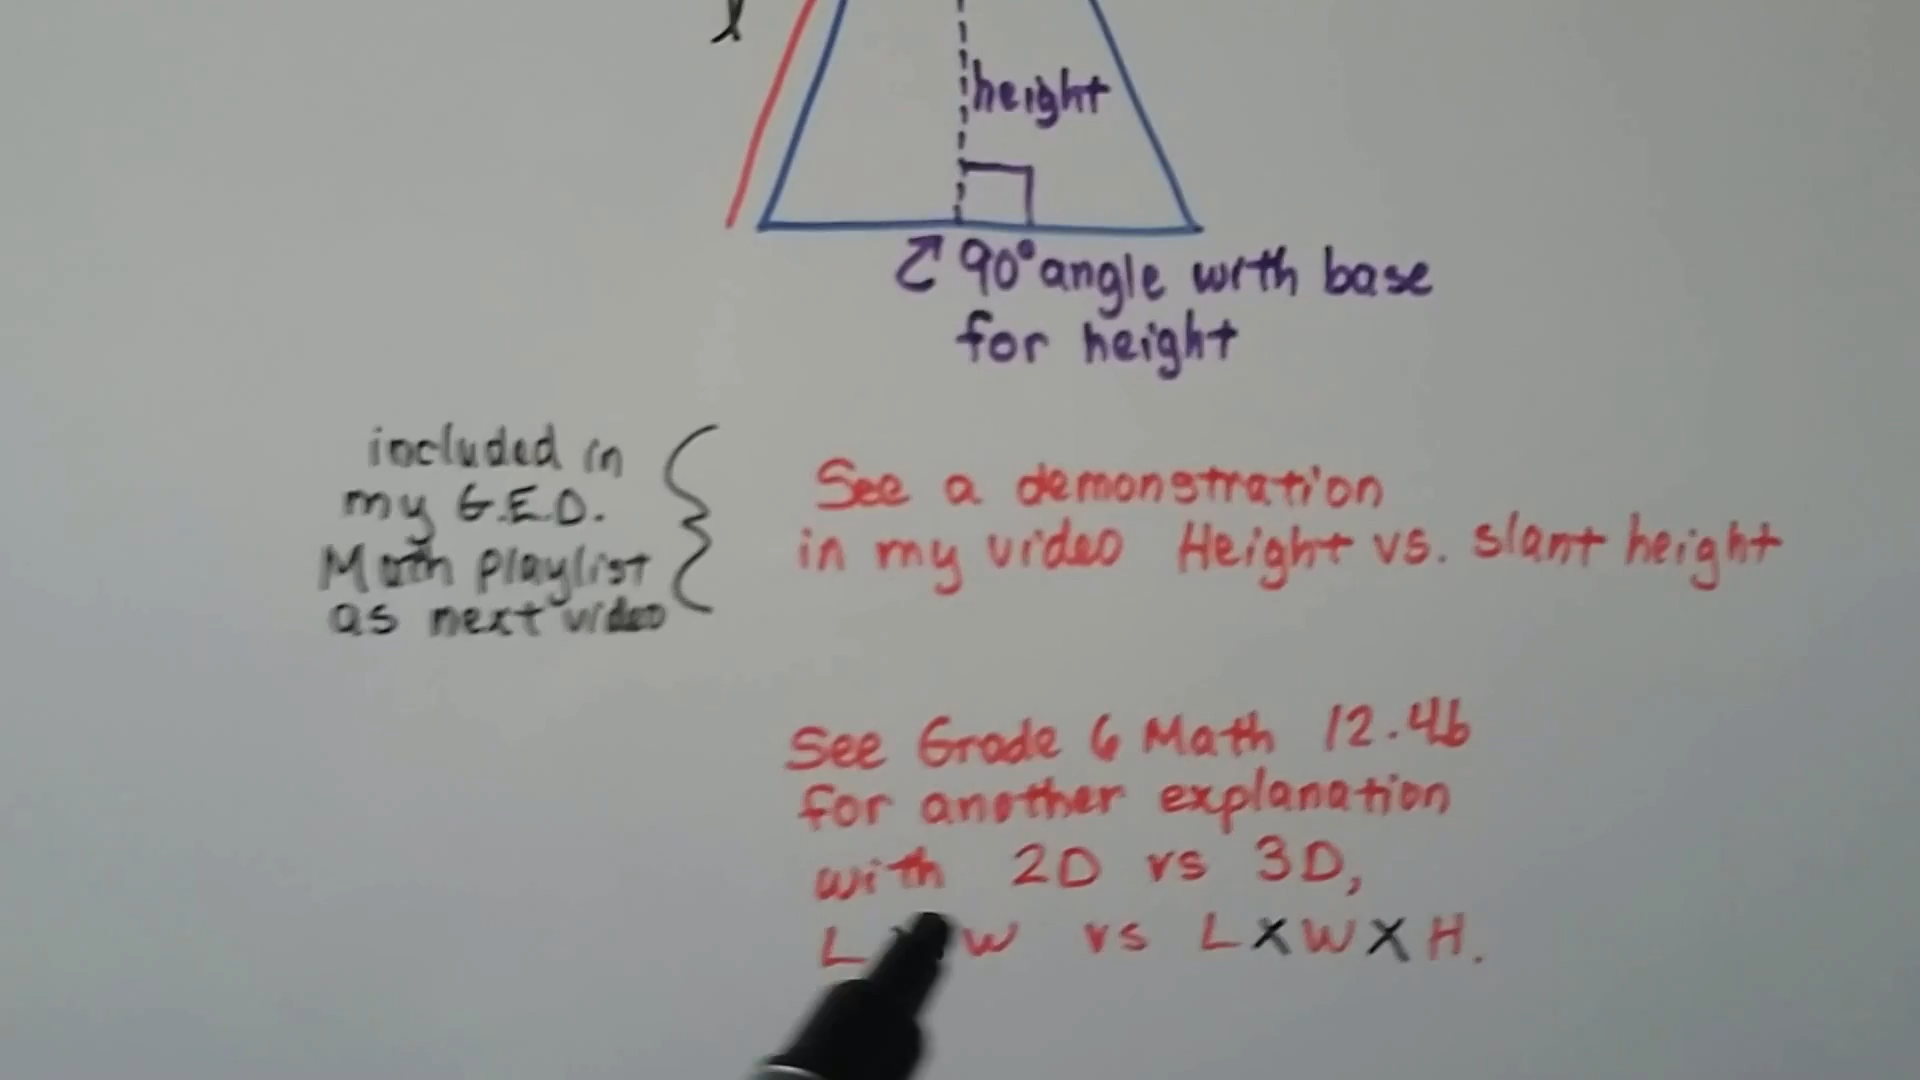 l
height
90° angle with base
for height
included in
my G.E.D.
Math playlist
as next video
See a demonstration
in my video Height vs. slant height
See Grade 6 Math 12.4b
for another explanation
with 2D vs 3D,
L W vs L X W X H.